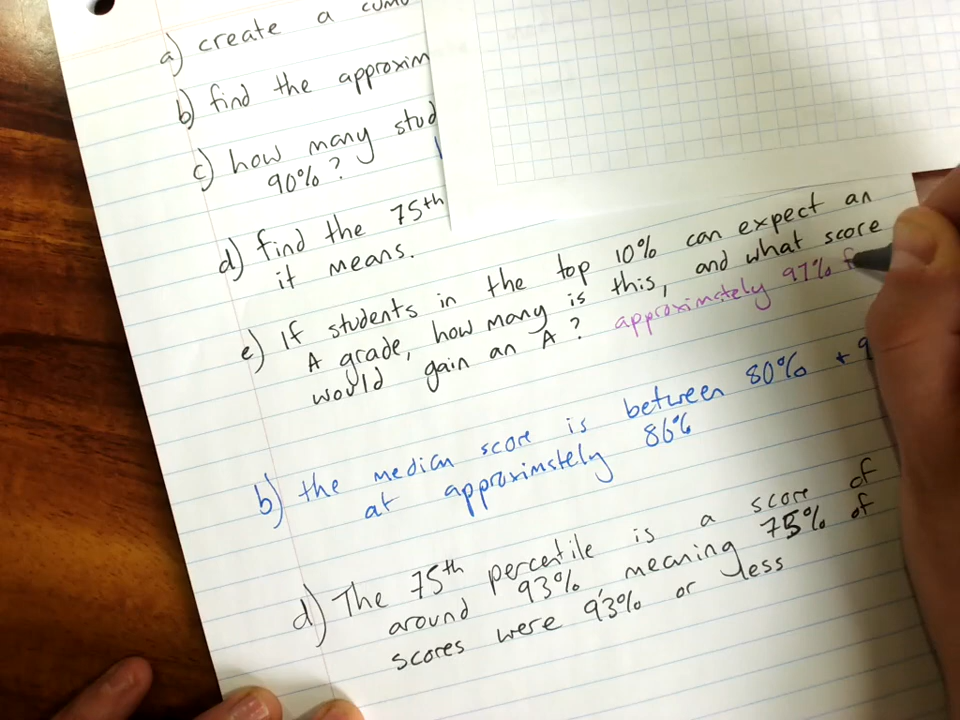 a) create a
b) find the
c) how many
90% ?
d) find the 75th
it means.
e) If students in the top 10% can expect an
A grade, how many is this, and what score
would gain an A ? approximately 97%
b) the median score is between 80% +
at approximstely 86%
d) The 75th percentile is a score of
around 93% meaning 75% of
scores were 93% or less